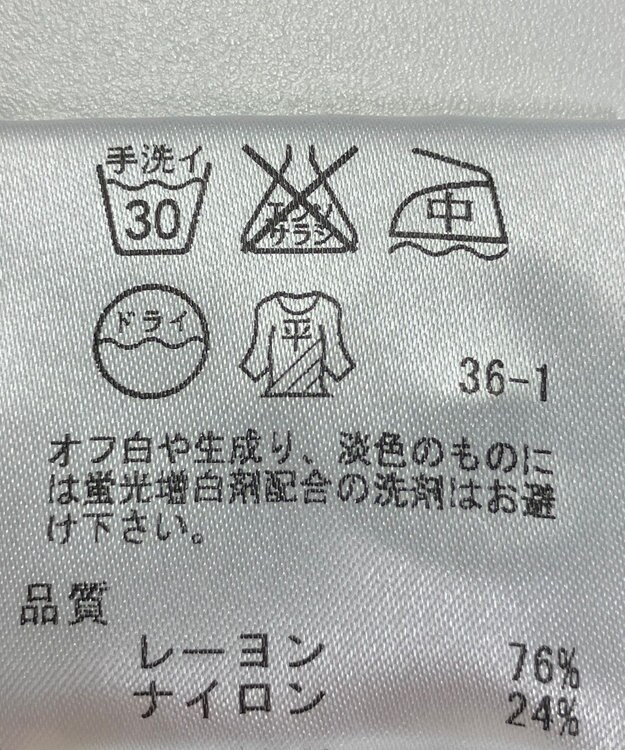 手洗イ
30
エンソ
サラシ
中
ドライ
平
36-1
オフ白や生成り、淡色のものに
は蛍光増白剤配合の洗剤はお避
け下さい。
品質
レーヨン 76%
ナイロン 24%